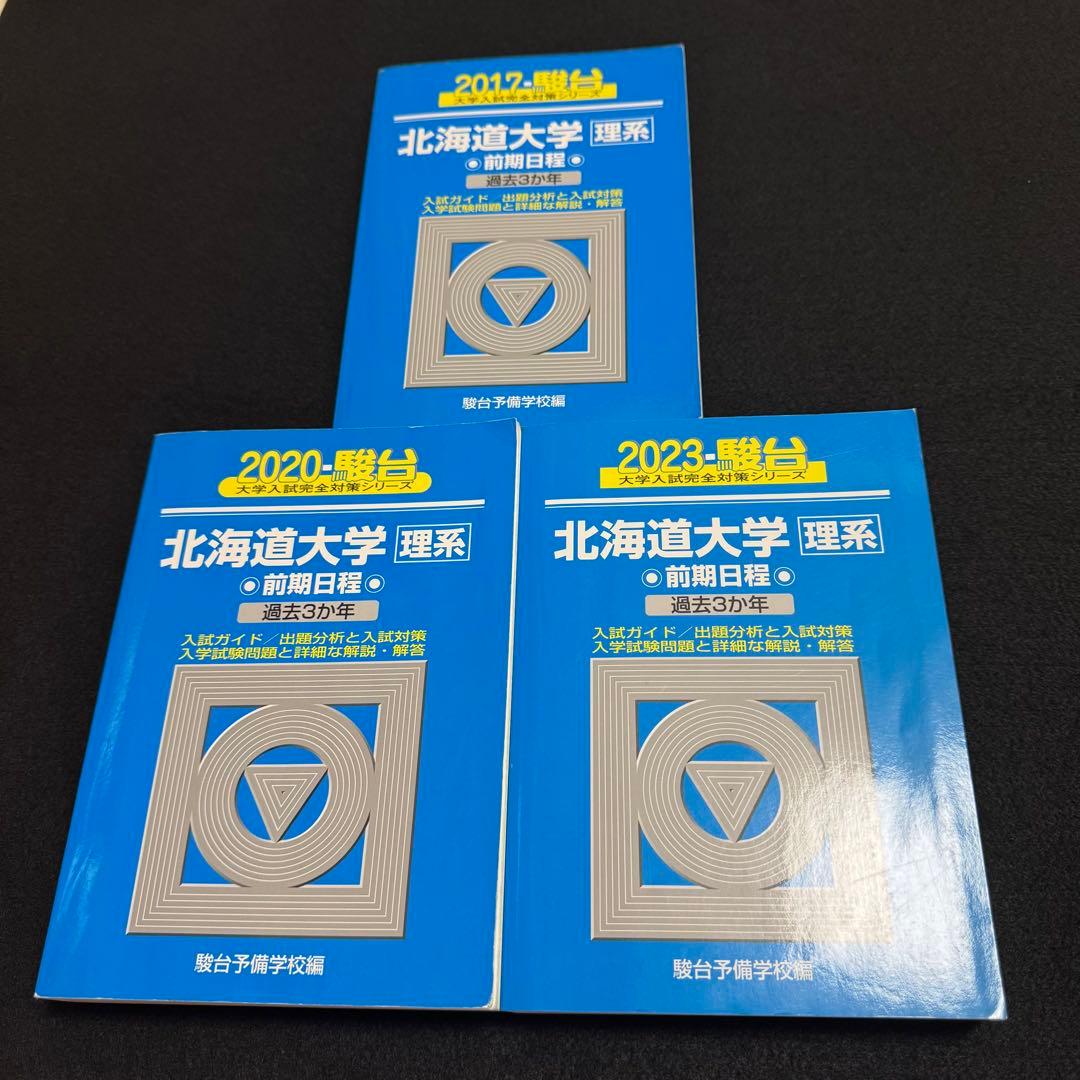 2017-駿台
大学入試完全対策シリーズ
北海道大学 理系
前期日程
過去3か年
入試ガイド／出題分析と入試対策
入学試験問題と詳細な解説・解答
駿台予備学校編
2020-駿台
大学入試完全対策シリーズ
北海道大学 理系
前期日程
過去3か年
入試ガイド／出題分析と入試対策
入学試験問題と詳細な解説・解答
駿台予備学校編
2023-駿台
大学入試完全対策シリーズ
北海道大学 理系
前期日程
過去3か年
入試ガイド／出題分析と入試対策
入学試験問題と詳細な解説・解答
駿台予備学校編